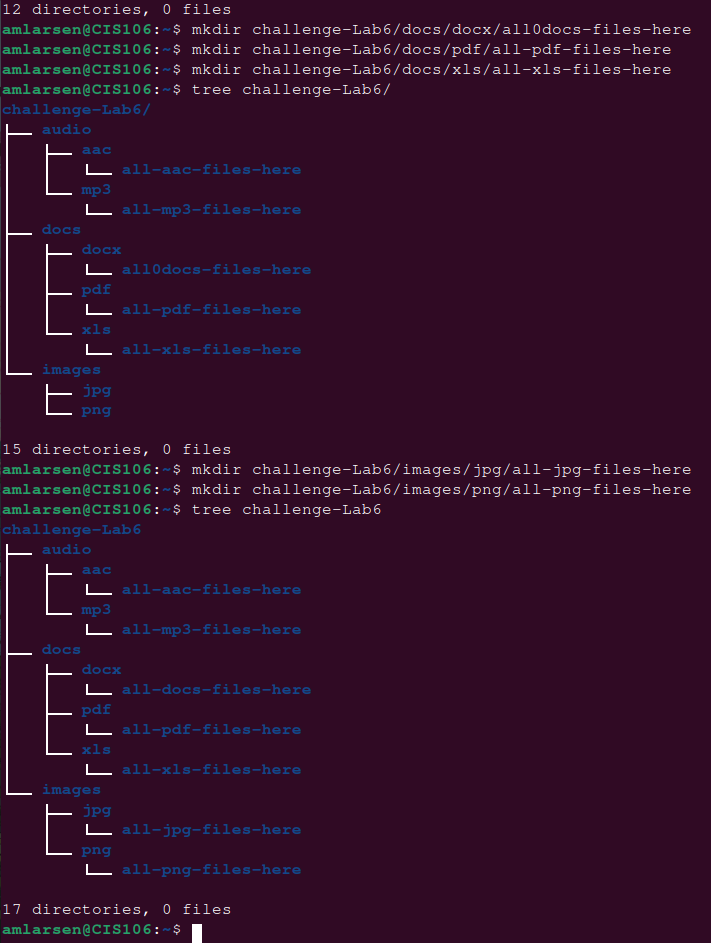 12 directories, 0 files
amlarsen@CIS106:~$ mkdir challenge-Lab6/docs/docx/all0docs-files-here
amlarsen@CIS106:~$ mkdir challenge-Lab6/docs/pdf/all-pdf-files-here
amlarsen@CIS106:~$ mkdir challenge-Lab6/docs/xls/all-xls-files-here
amlarsen@CIS106:~$ tree challenge-Lab6/
challenge-Lab6/
├── audio
│   ├── aac
│   │   └── all-aac-files-here
│   └── mp3
│       └── all-mp3-files-here
├── docs
│   ├── docx
│   │   └── all0docs-files-here
│   ├── pdf
│   │   └── all-pdf-files-here
│   └── xls
│       └── all-xls-files-here
└── images
    ├── jpg
    └── png
15 directories, 0 files
amlarsen@CIS106:~$ mkdir challenge-Lab6/images/jpg/all-jpg-files-here
amlarsen@CIS106:~$ mkdir challenge-Lab6/images/png/all-png-files-here
amlarsen@CIS106:~$ tree challenge-Lab6
challenge-Lab6
├── audio
│   ├── aac
│   │   └── all-aac-files-here
│   └── mp3
│       └── all-mp3-files-here
├── docs
│   ├── docx
│   │   └── all-docs-files-here
│   ├── pdf
│   │   └── all-pdf-files-here
│   └── xls
│       └── all-xls-files-here
└── images
    ├── jpg
    │   └── all-jpg-files-here
    └── png
        └── all-png-files-here
17 directories, 0 files
amlarsen@CIS106:~$